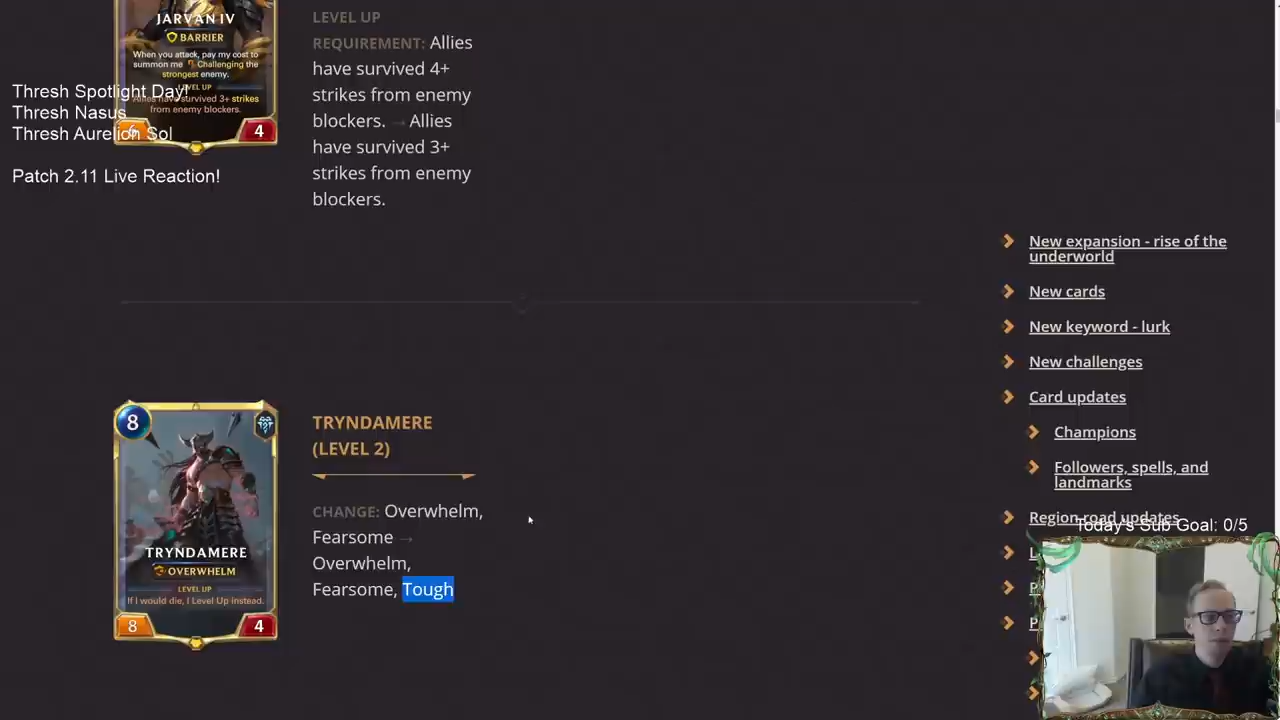 JARVAN IV
BARRIER
When you attack, pay my cost to
summon me Challenging the
strongest enemy.
LEVEL UP
Allies have survived 3+ strikes
from enemy blockers.
4
Thresh Spotlight Day!
Thresh Nasus
Thresh Aurelion Sol
Patch 2.11 Live Reaction!
LEVEL UP
REQUIREMENT: Allies
have survived 4+
strikes from enemy
blockers. → Allies
have survived 3+
strikes from enemy
blockers.
8
TRYNDAMERE
OVERWHELM
LEVEL UP
If I would die, I Level Up instead.
8
4
TRYNDAMERE
(LEVEL 2)
CHANGE: Overwhelm,
Fearsome →
Overwhelm,
Fearsome, Tough
New expansion - rise of the
underworld
New cards
New keyword - lurk
New challenges
Card updates
Champions
Followers, spells, and
landmarks
Region road updates
Today's Sub Goal: 0/5